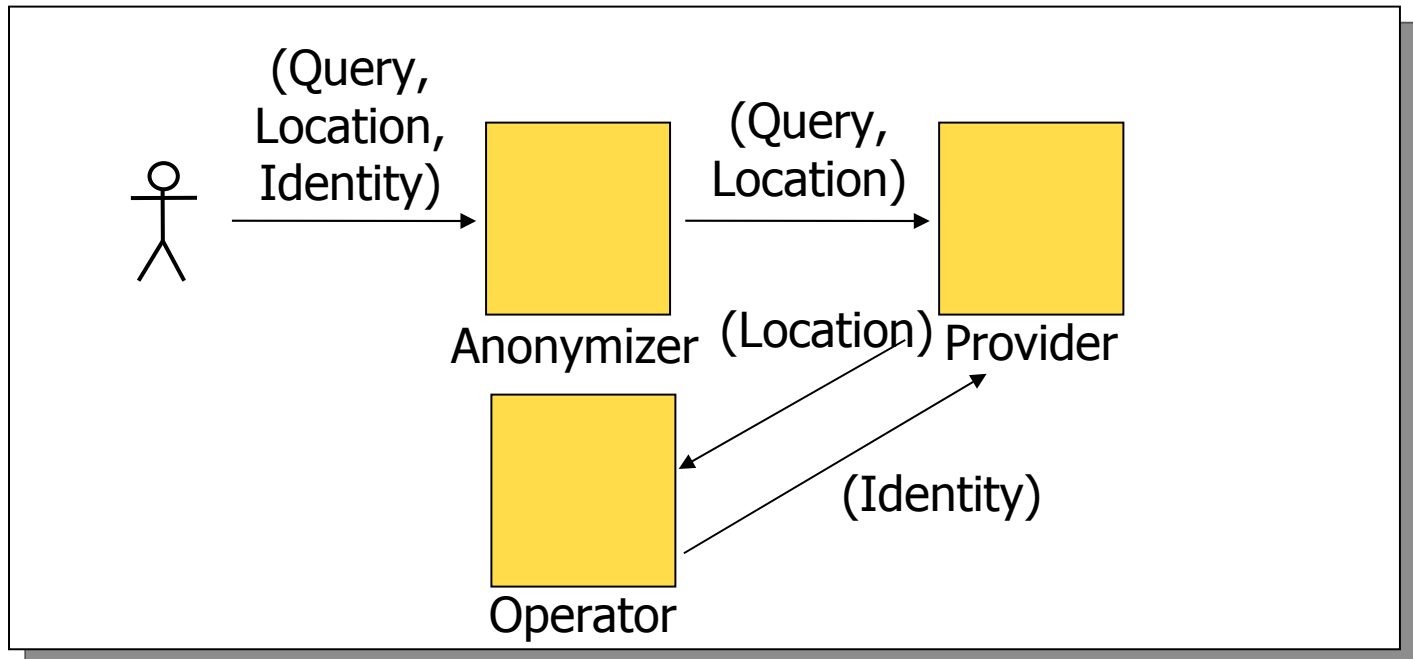 (Query,
Location,
Identity)
(Query,
Location)
Anonymizer
(Location)
Provider
(Identity)
Operator